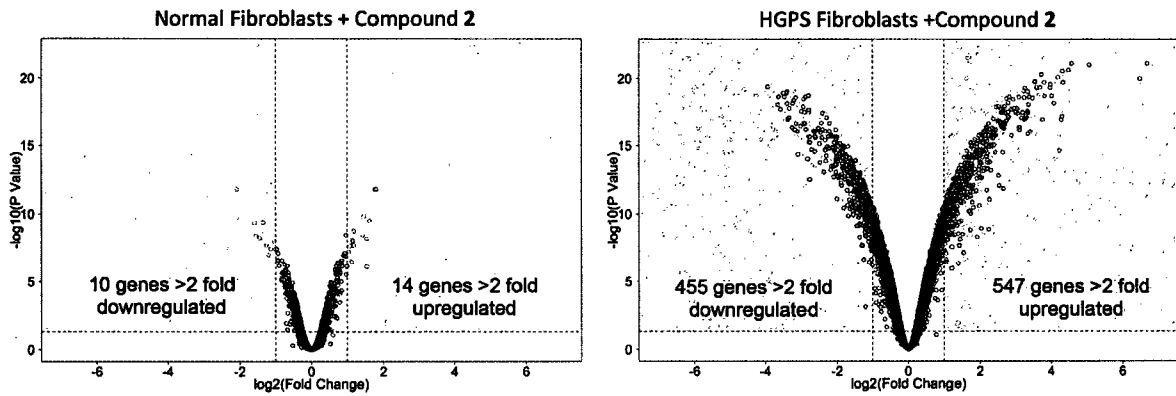 Normal Fibroblasts + Compound 2
20
15
10
5
0
-log10(P Value)
10 genes >2 fold
downregulated
14 genes >2 fold
upregulated
-6
-4
-2
0
2
4
6
log2(Fold Change)
HGPS Fibroblasts +Compound 2
20
15
10
5
0
-log10(P Value)
455 genes >2 fold
downregulated
547 genes >2 fold
upregulated
-6
-4
-2
0
2
4
6
log2(Fold Change)